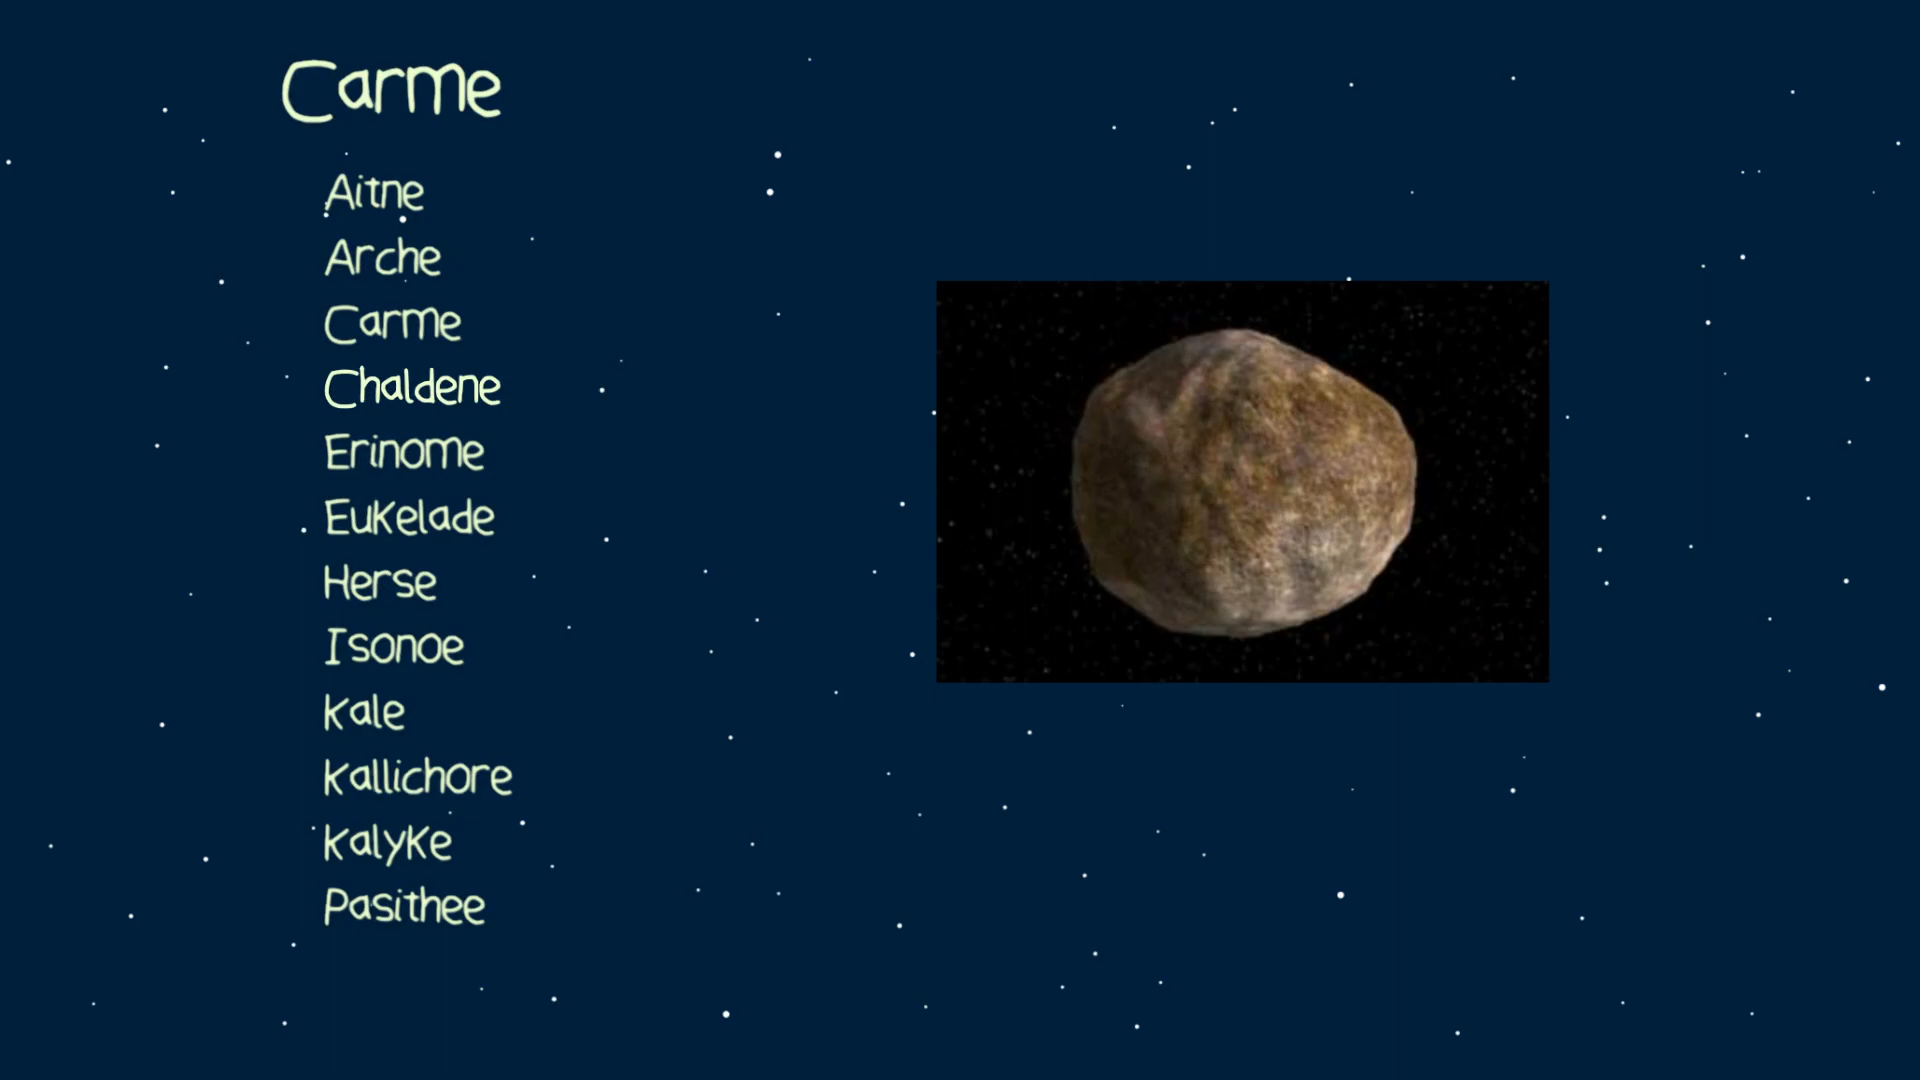 Carme
Aitne
Arche
Carme
Chaldene
Erinome
Eukelade
Herse
Isonoe
Kale
Kallichore
Kalyke
Pasithee